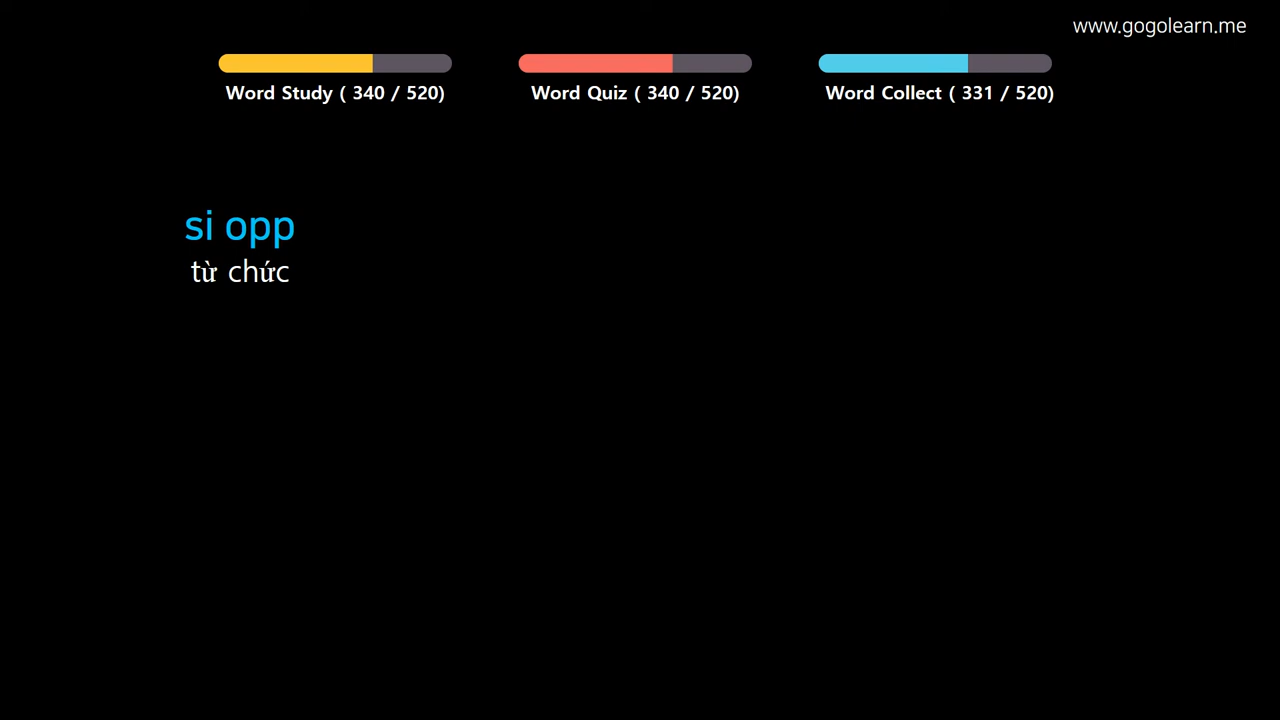 www.gogolearn.me
Word Study ( 340 / 520)
Word Quiz ( 340 / 520)
Word Collect ( 331 / 520)
si opp
từ chức